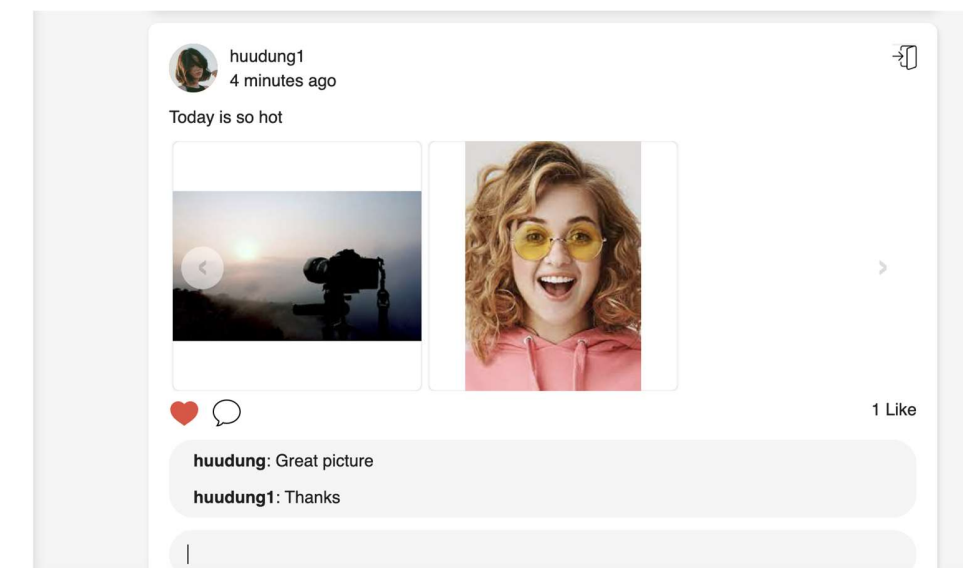 huudung1
4 minutes ago
Today is so hot
1 Like
huudung: Great picture
huudung1: Thanks